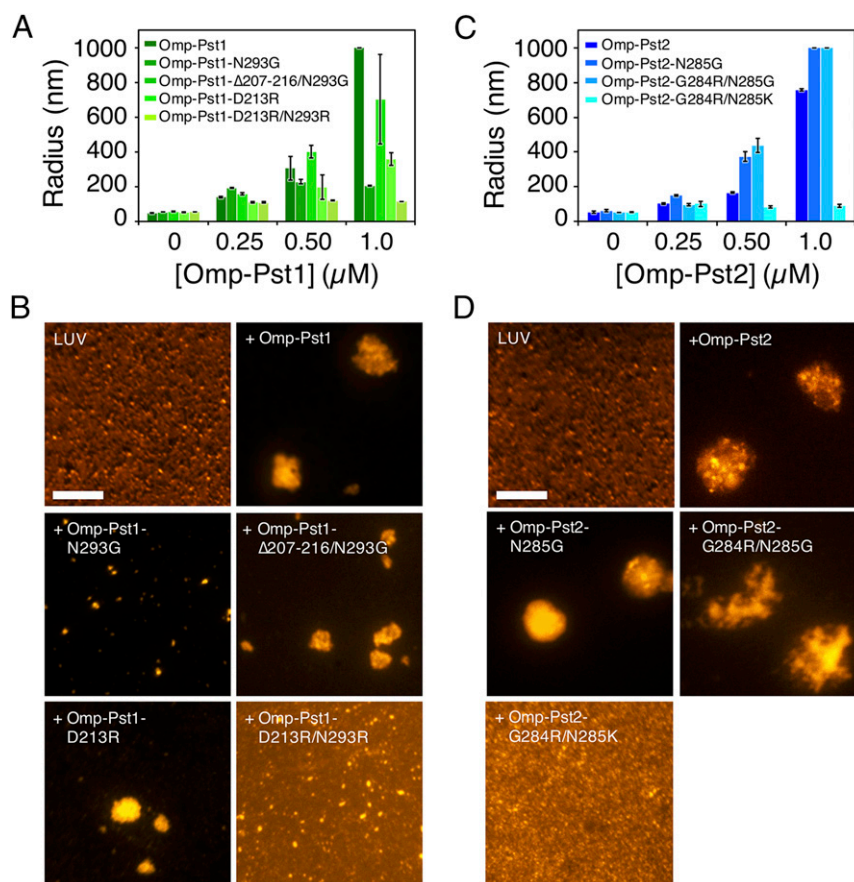 A
Radius (nm)
1000
800
600
400
200
0
Omp-Pst1
Omp-Pst1-N293G
Omp-Pst1-Δ207-216/N293G
Omp-Pst1-D213R
Omp-Pst1-D213R/N293R
0 0.25 0.50 1.0
[Omp-Pst1] (µM)
C
Radius (nm)
1000
800
600
400
200
0
Omp-Pst2
Omp-Pst2-N285G
Omp-Pst2-G284R/N285G
Omp-Pst2-G284R/N285K
0 0.25 0.50 1.0
[Omp-Pst2] (µM)
B
LUV
+ Omp-Pst1
+ Omp-Pst1-
N293G
+ Omp-Pst1-
Δ207-216/N293G
+ Omp-Pst1-
D213R
+ Omp-Pst1-
D213R/N293R
D
LUV
+Omp-Pst2
+ Omp-Pst2-
N285G
+ Omp-Pst2-
G284R/N285G
+ Omp-Pst2-
G284R/N285K